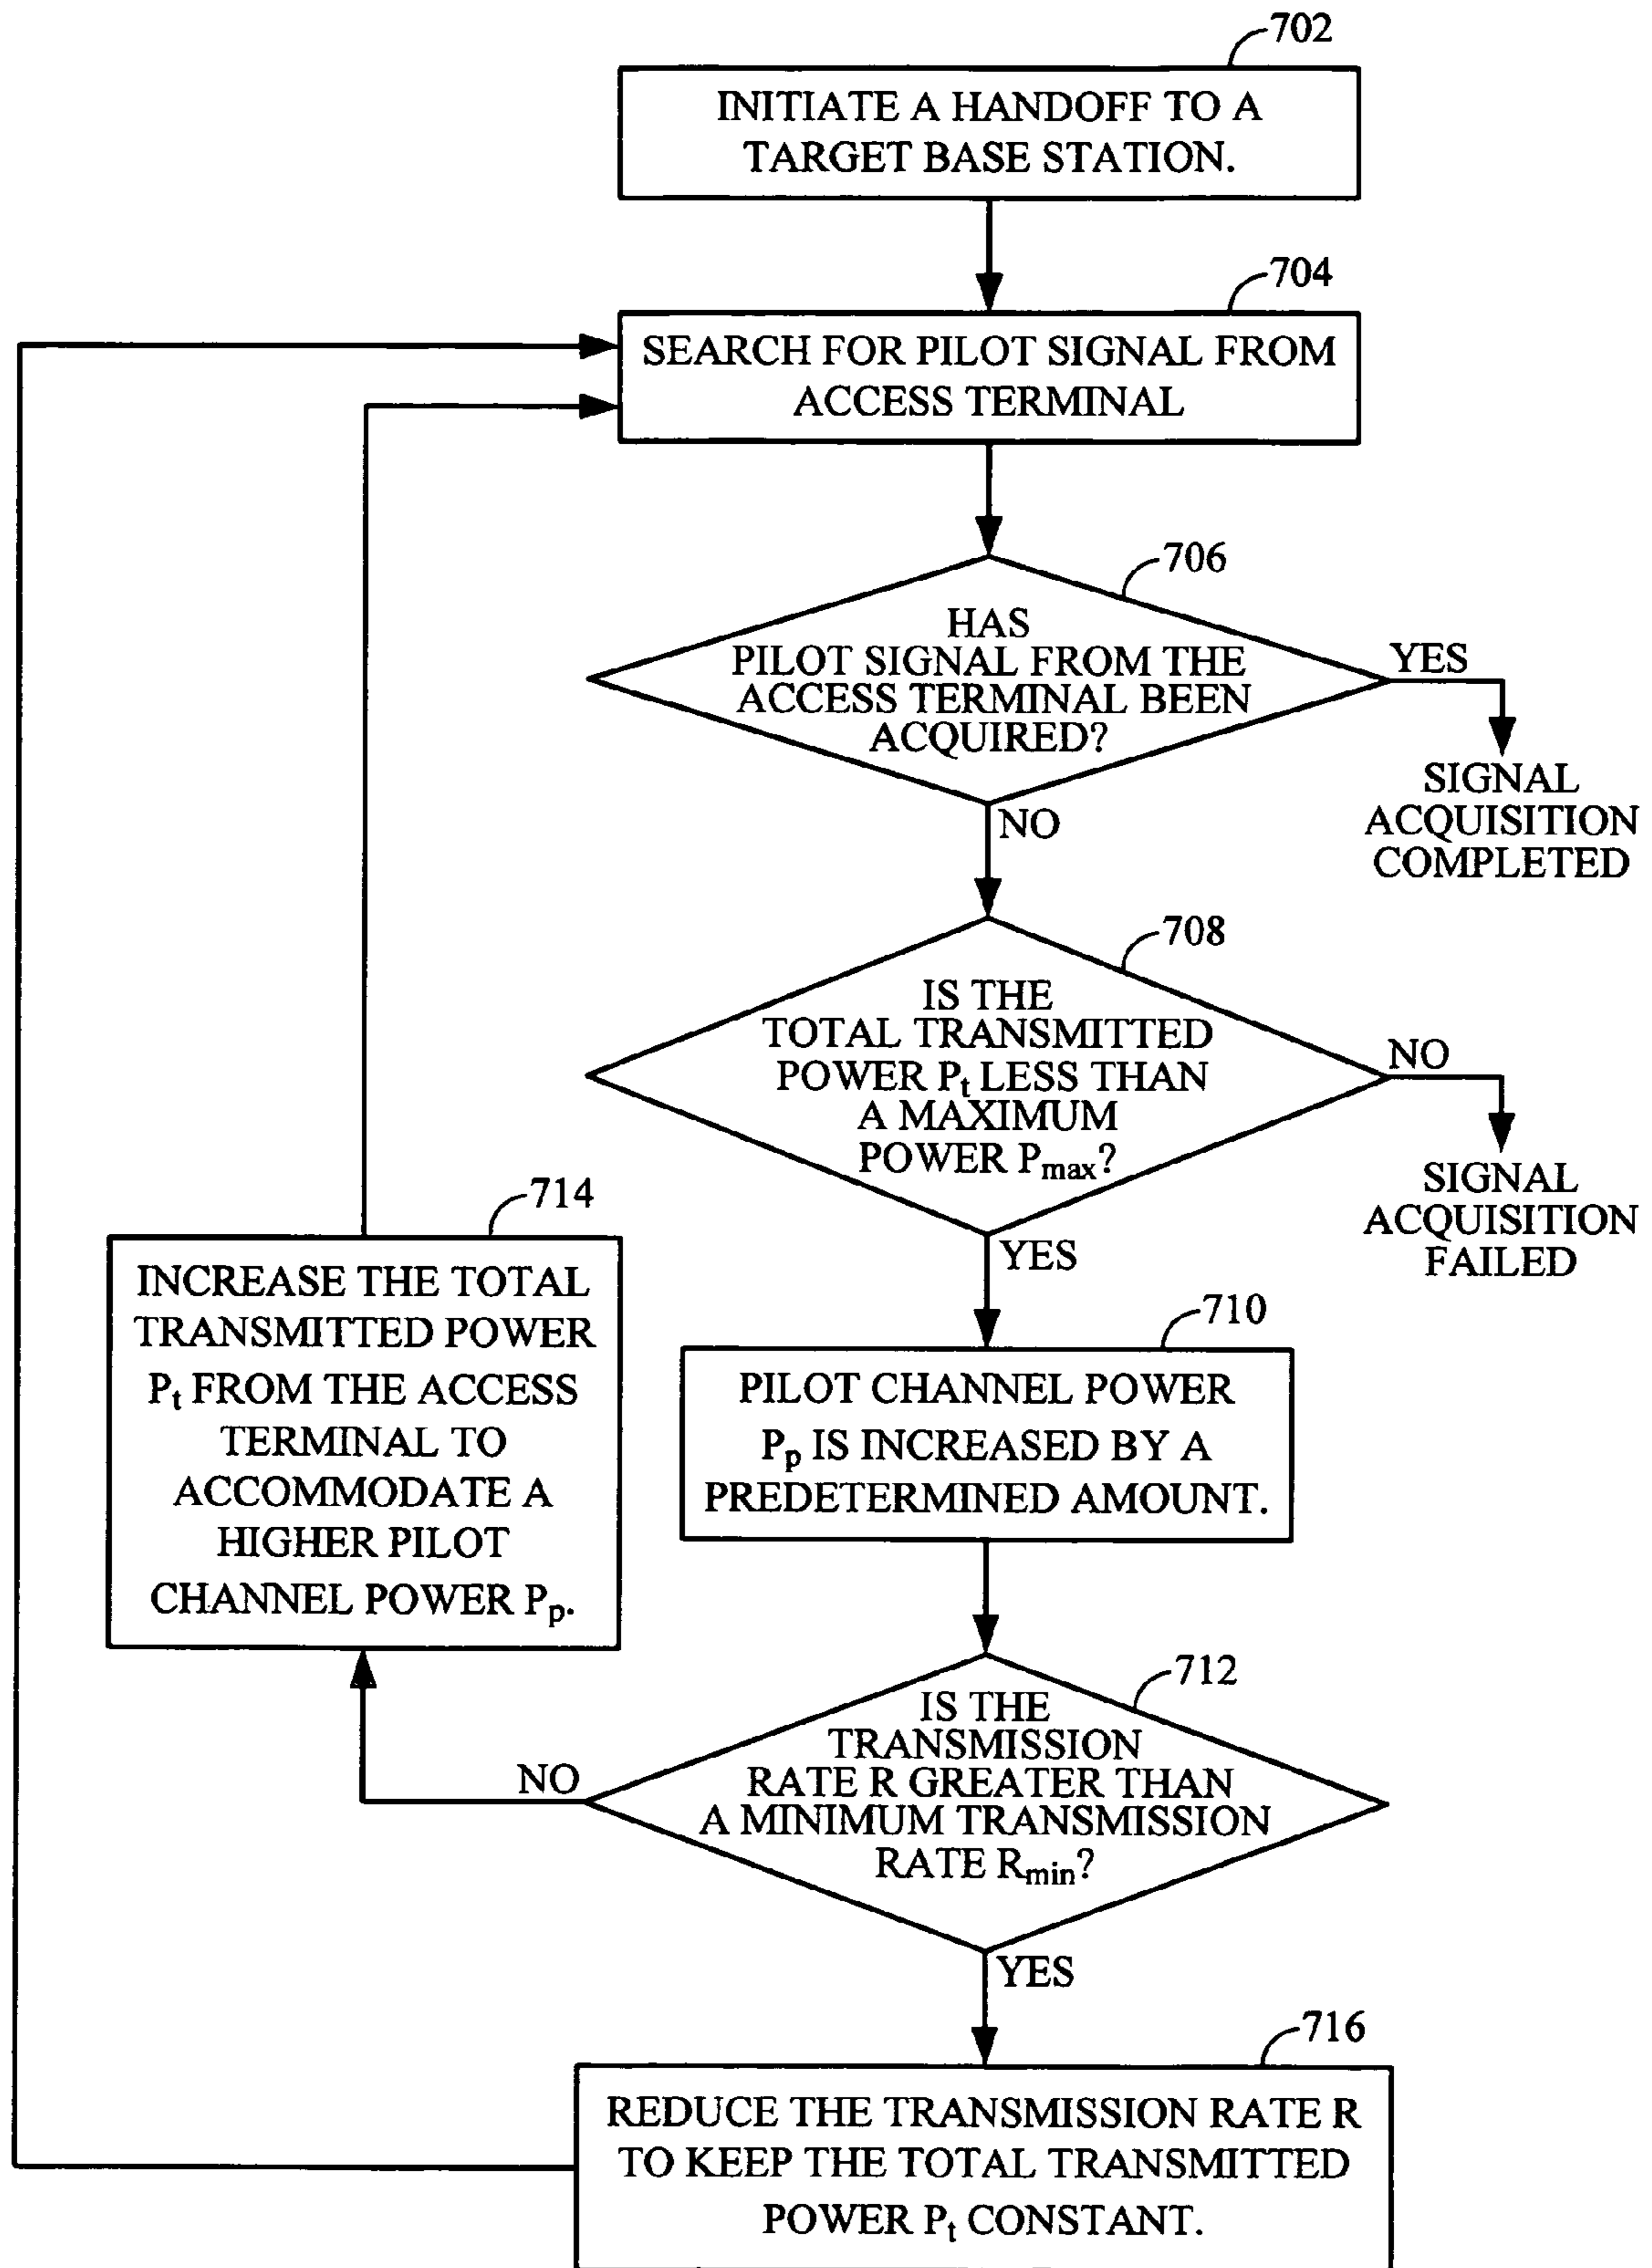 702
INITIATE A HANDOFF TO A
TARGET BASE STATION.
704
SEARCH FOR PILOT SIGNAL FROM
ACCESS TERMINAL
706
HAS
PILOT SIGNAL FROM THE
ACCESS TERMINAL BEEN
ACQUIRED?
YES
SIGNAL
ACQUISITION
COMPLETED
NO
708
IS THE
TOTAL TRANSMITTED
POWER Pt LESS THAN
A MAXIMUM
POWER Pmax?
NO
SIGNAL
ACQUISITION
FAILED
YES
710
PILOT CHANNEL POWER
Pp IS INCREASED BY A
PREDETERMINED AMOUNT.
712
IS THE
TRANSMISSION
RATE R GREATER THAN
A MINIMUM TRANSMISSION
RATE Rmin?
NO
714
INCREASE THE TOTAL
TRANSMITTED POWER
Pt FROM THE ACCESS
TERMINAL TO
ACCOMMODATE A
HIGHER PILOT
CHANNEL POWER Pp.
YES
716
REDUCE THE TRANSMISSION RATE R
TO KEEP THE TOTAL TRANSMITTED
POWER Pt CONSTANT.